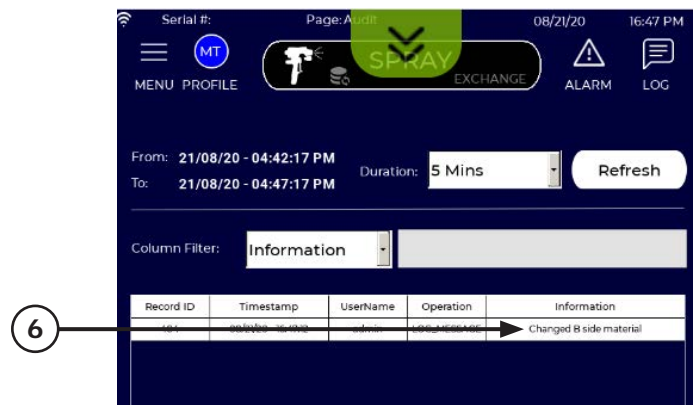 Serial #: Page: Audit 08/21/20 16:47 PM
MT
SPRAY
EXCHANGE
MENU PROFILE ALARM LOG
From: 21/08/20 - 04:42:17 PM
Duration: 5 Mins Refresh
To: 21/08/20 - 04:47:17 PM
Column Filter: Information
Record ID Timestamp UserName Operation Information
6 admin LOG_MESSAGE Changed B side material